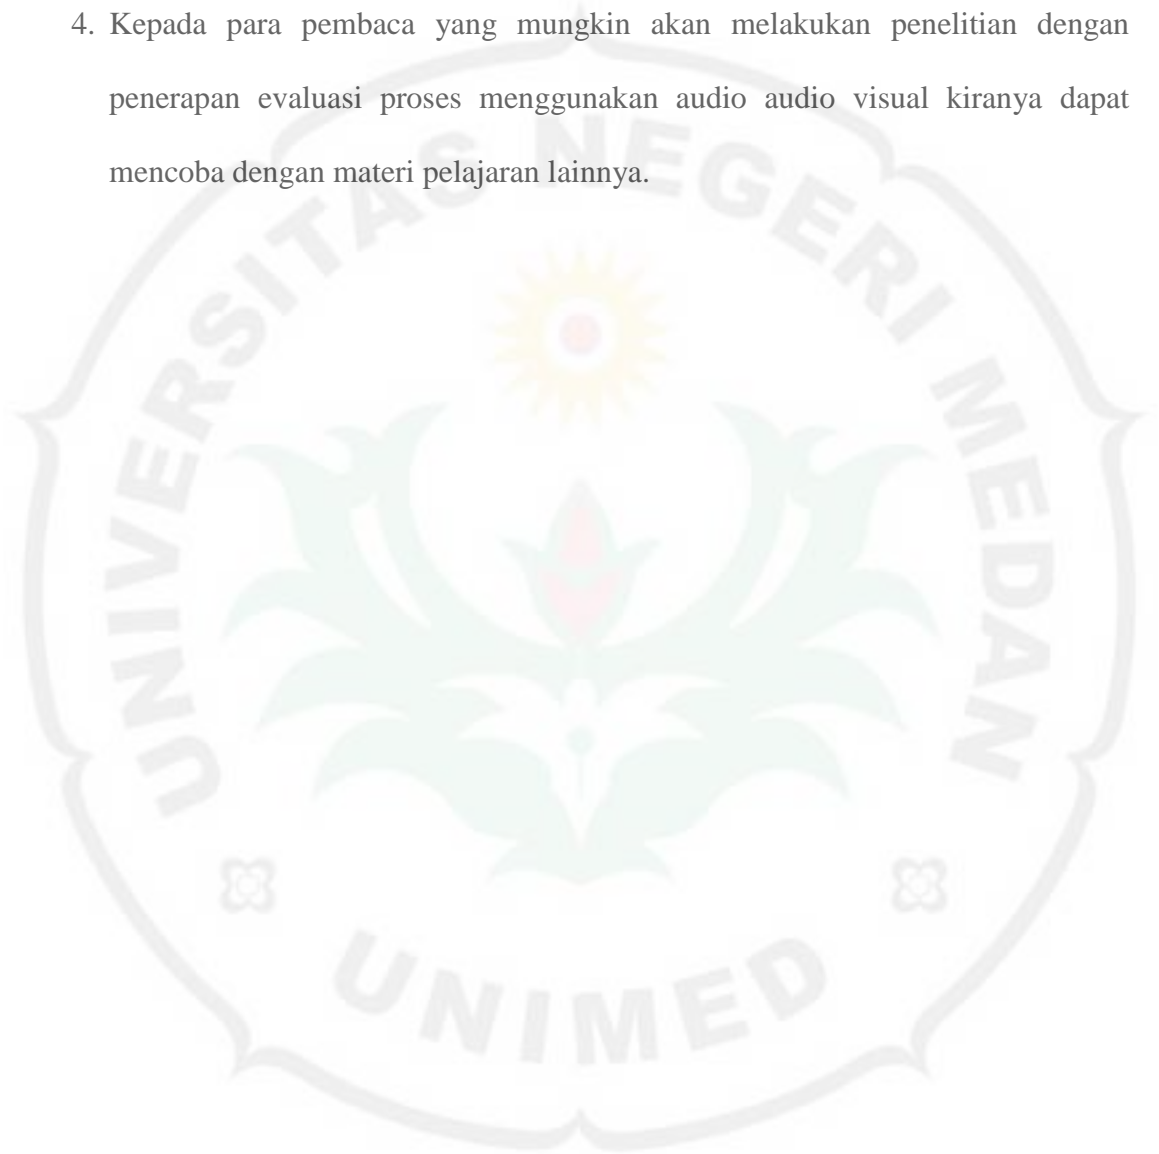 4. Kepada para pembaca yang mungkin akan melakukan penelitian dengan
penerapan evaluasi proses menggunakan audio audio visual kiranya dapat
mencoba dengan materi pelajaran lainnya.
UNIVERSITAS NEGERI MEDAN
UNIMED